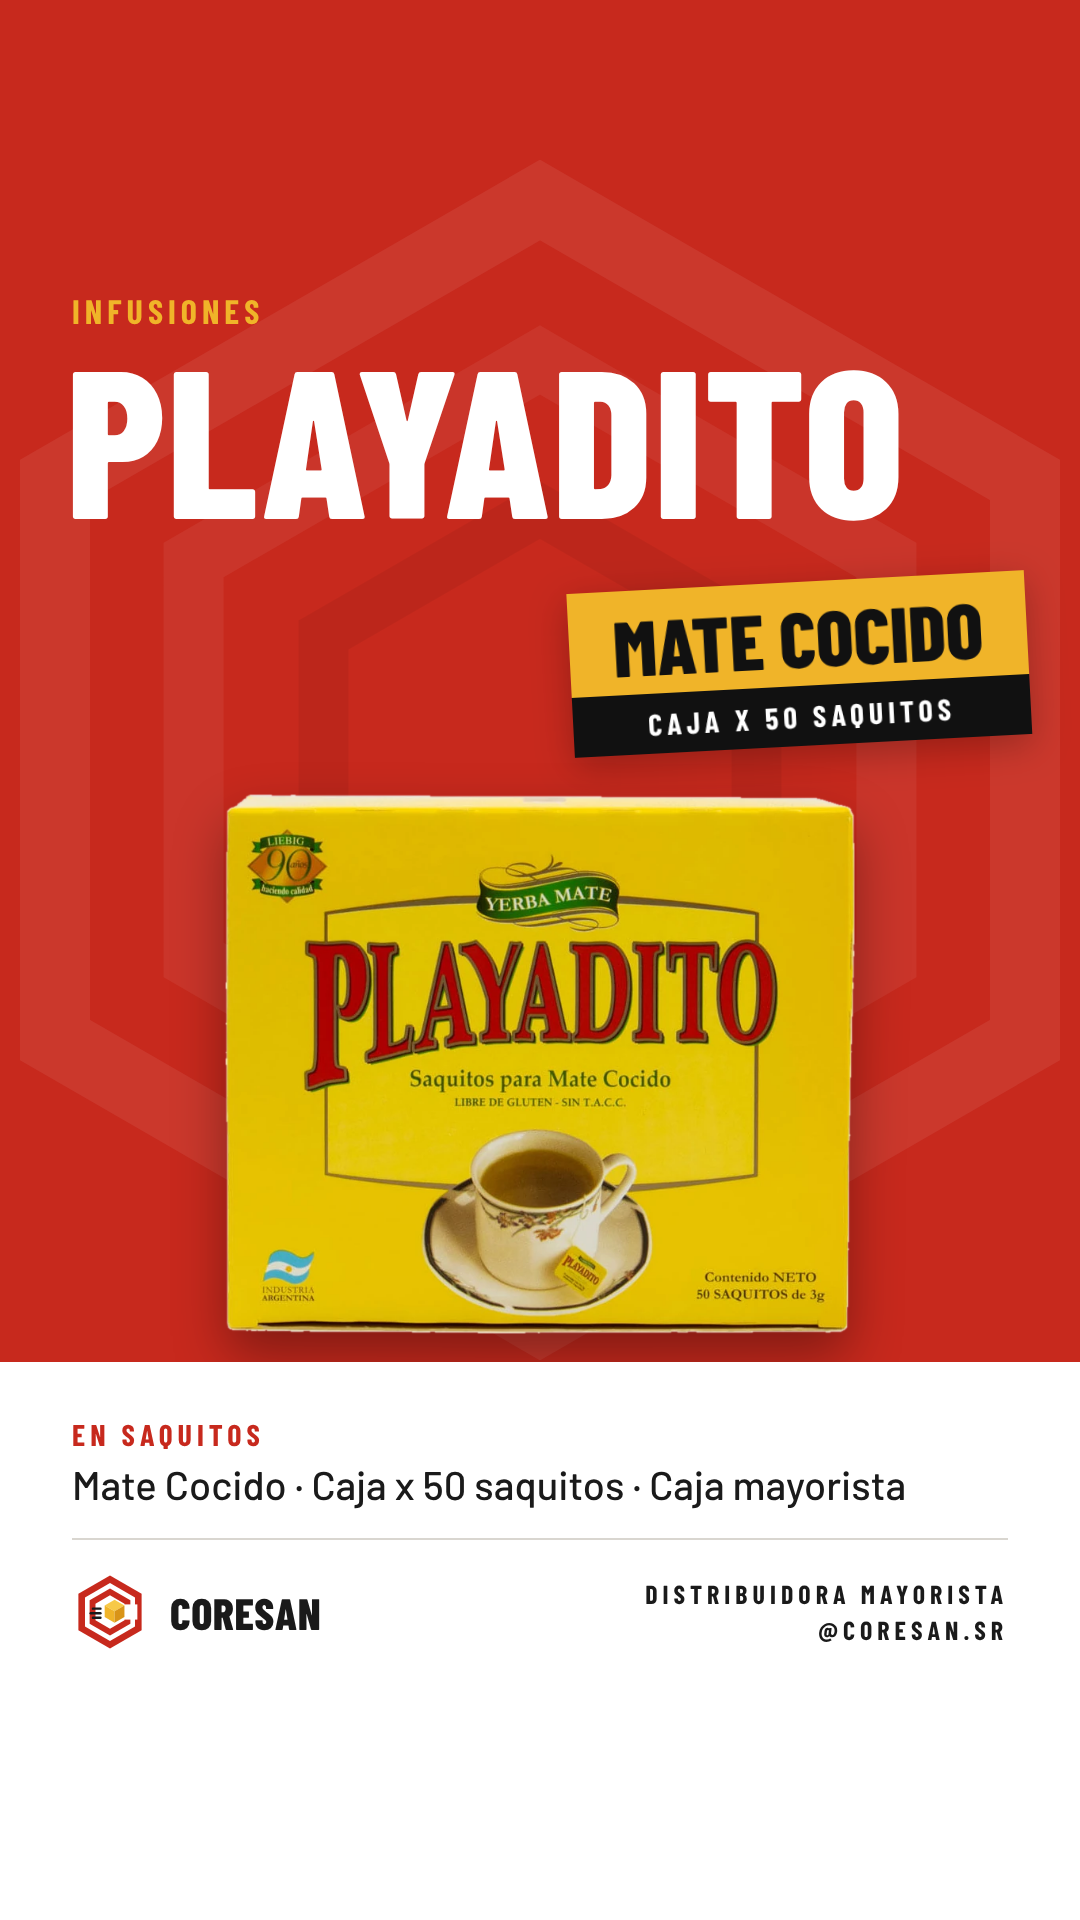 INFUSIONES
PLAYADITO
MATE COCIDO
CAJA X 50 SAQUITOS
LIEBIG
90
años
haciendo calidad
YERBA MATE
PLAYADITO
Saquitos para Mate Cocido
LIBRE DE GLUTEN - SIN T.A.C.C.
PLAYADITO
INDUSTRIA
ARGENTINA
Contenido NETO
50 SAQUITOS de 3g
EN SAQUITOS
Mate Cocido · Caja x 50 saquitos · Caja mayorista
CORESAN
DISTRIBUIDORA MAYORISTA
@CORESAN.SR